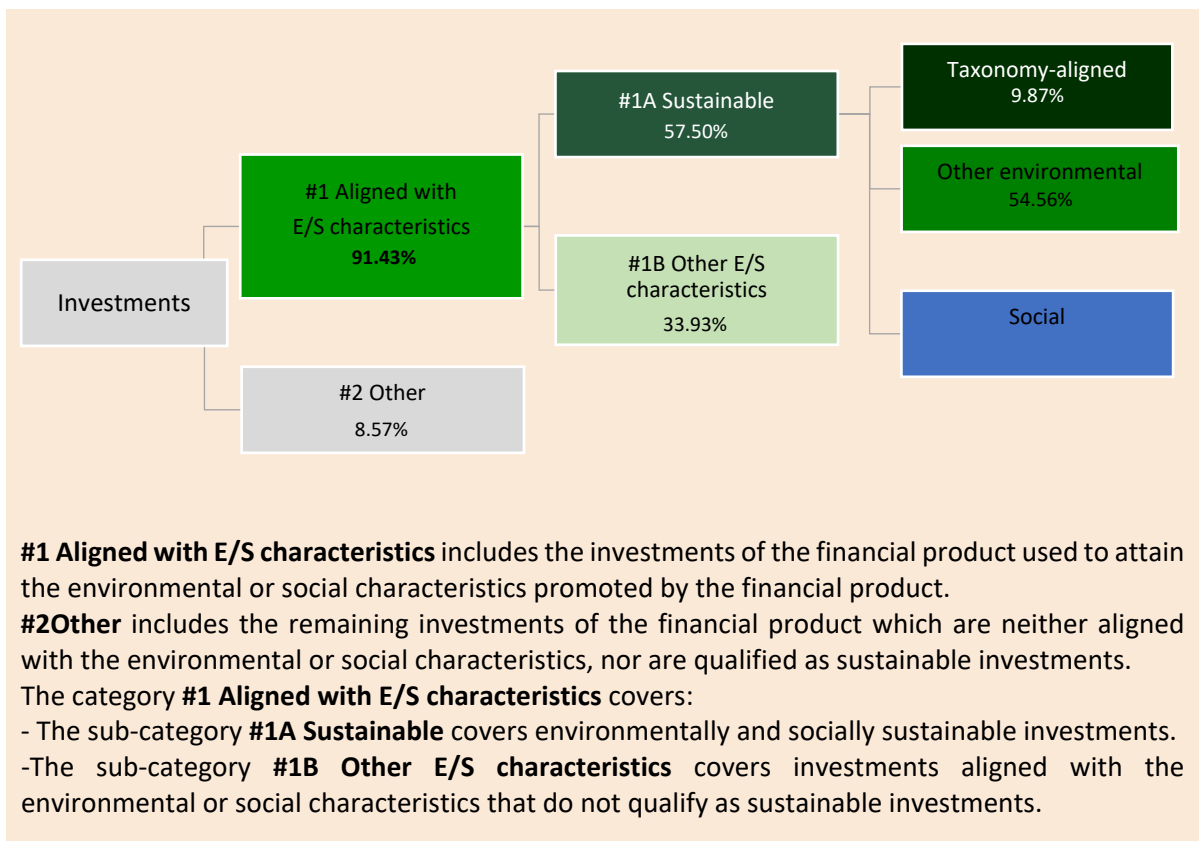 Taxonomy-aligned
9.87%
#1A Sustainable
57.50%
Other environmental
54.56%
#1 Aligned with
E/S characteristics
91.43%
#1B Other E/S
characteristics
33.93%
Investments
Social
#2 Other
8.57%
#1 Aligned with E/S characteristics includes the investments of the financial product used to attain
the environmental or social characteristics promoted by the financial product.
#2Other includes the remaining investments of the financial product which are neither aligned
with the environmental or social characteristics, nor are qualified as sustainable investments.
The category #1 Aligned with E/S characteristics covers:
- The sub-category #1A Sustainable covers environmentally and socially sustainable investments.
-The sub-category #1B Other E/S characteristics covers investments aligned with the
environmental or social characteristics that do not qualify as sustainable investments.